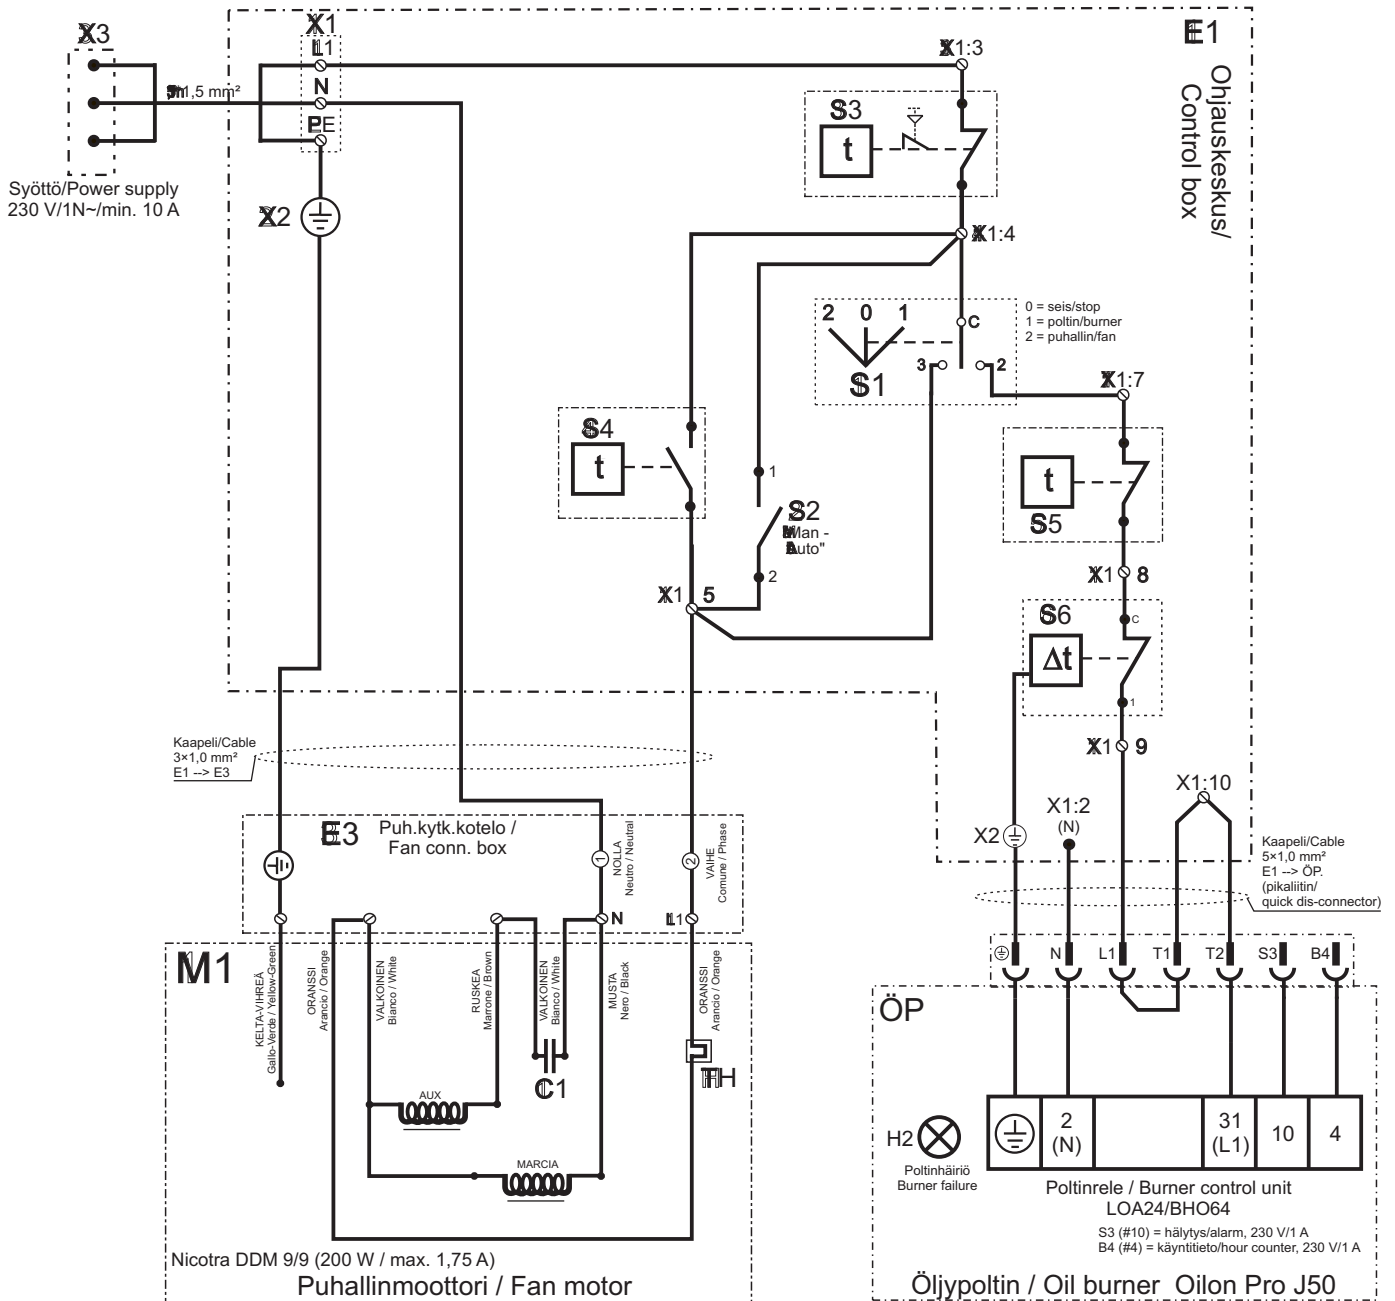 X3
X1
L1
N
PE
1,5 mm²
Syöttö/Power supply
230 V/1N~/min. 10 A
X2
X1:3
E1
Ohjauskeskus/
Control box
S3
t
X1:4
2 0 1
C
3
2
S1
0 = seis/stop
1 = poltin/burner
2 = puhallin/fan
X1:7
S4
t
1
S2
"Man -
Auto"
2
X1 5
t
S5
X1 8
S6
C
Δt
1
X1 9
Kaapeli/Cable
3×1,0 mm²
E1 --> E3
X1:10
X1:2
(N)
X2
Kaapeli/Cable
5×1,0 mm²
E1 --> ÖP.
(pikaliitin/
quick dis-connector)
E3
Puh.kytk.kotelo /
Fan conn. box
1
NOLLA
Neutro / Neutral
2
VAIHE
Comune / Phase
N
L1
M1
KELTA-VIHREÄ
Gallo-Verde / Yellow-Green
ORANSSI
Arancio / Orange
VALKOINEN
Bianco / White
RUSKEA
Marrone / Brown
VALKOINEN
Bianco / White
MUSTA
Nero / Black
ORANSSI
Arancio / Orange
C1
TH
AUX
MARCIA
Nicotra DDM 9/9 (200 W / max. 1,75 A)
Puhallinmoottori / Fan motor
N L1 T1 T2 S3 B4
ÖP
H2
Poltinhäiriö
Burner failure
2
(N)
31
(L1)
10
4
Poltinrele / Burner control unit
LOA24/BHO64
S3 (#10) = hälytys/alarm, 230 V/1 A
B4 (#4) = käyntitieto/hour counter, 230 V/1 A
Öljypoltin / Oil burner Oilon Pro J50